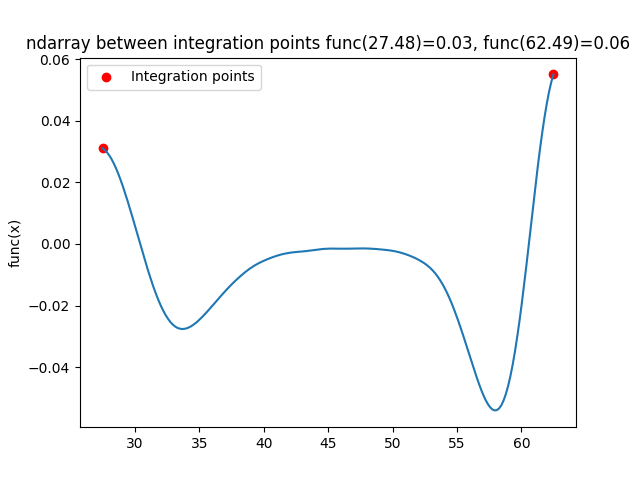 ndarray between integration points func(27.48)=0.03, func(62.49)=0.06
Integration points
func(x)
0.06
0.04
0.02
0.00
−0.02
−0.04
30 35 40 45 50 55 60